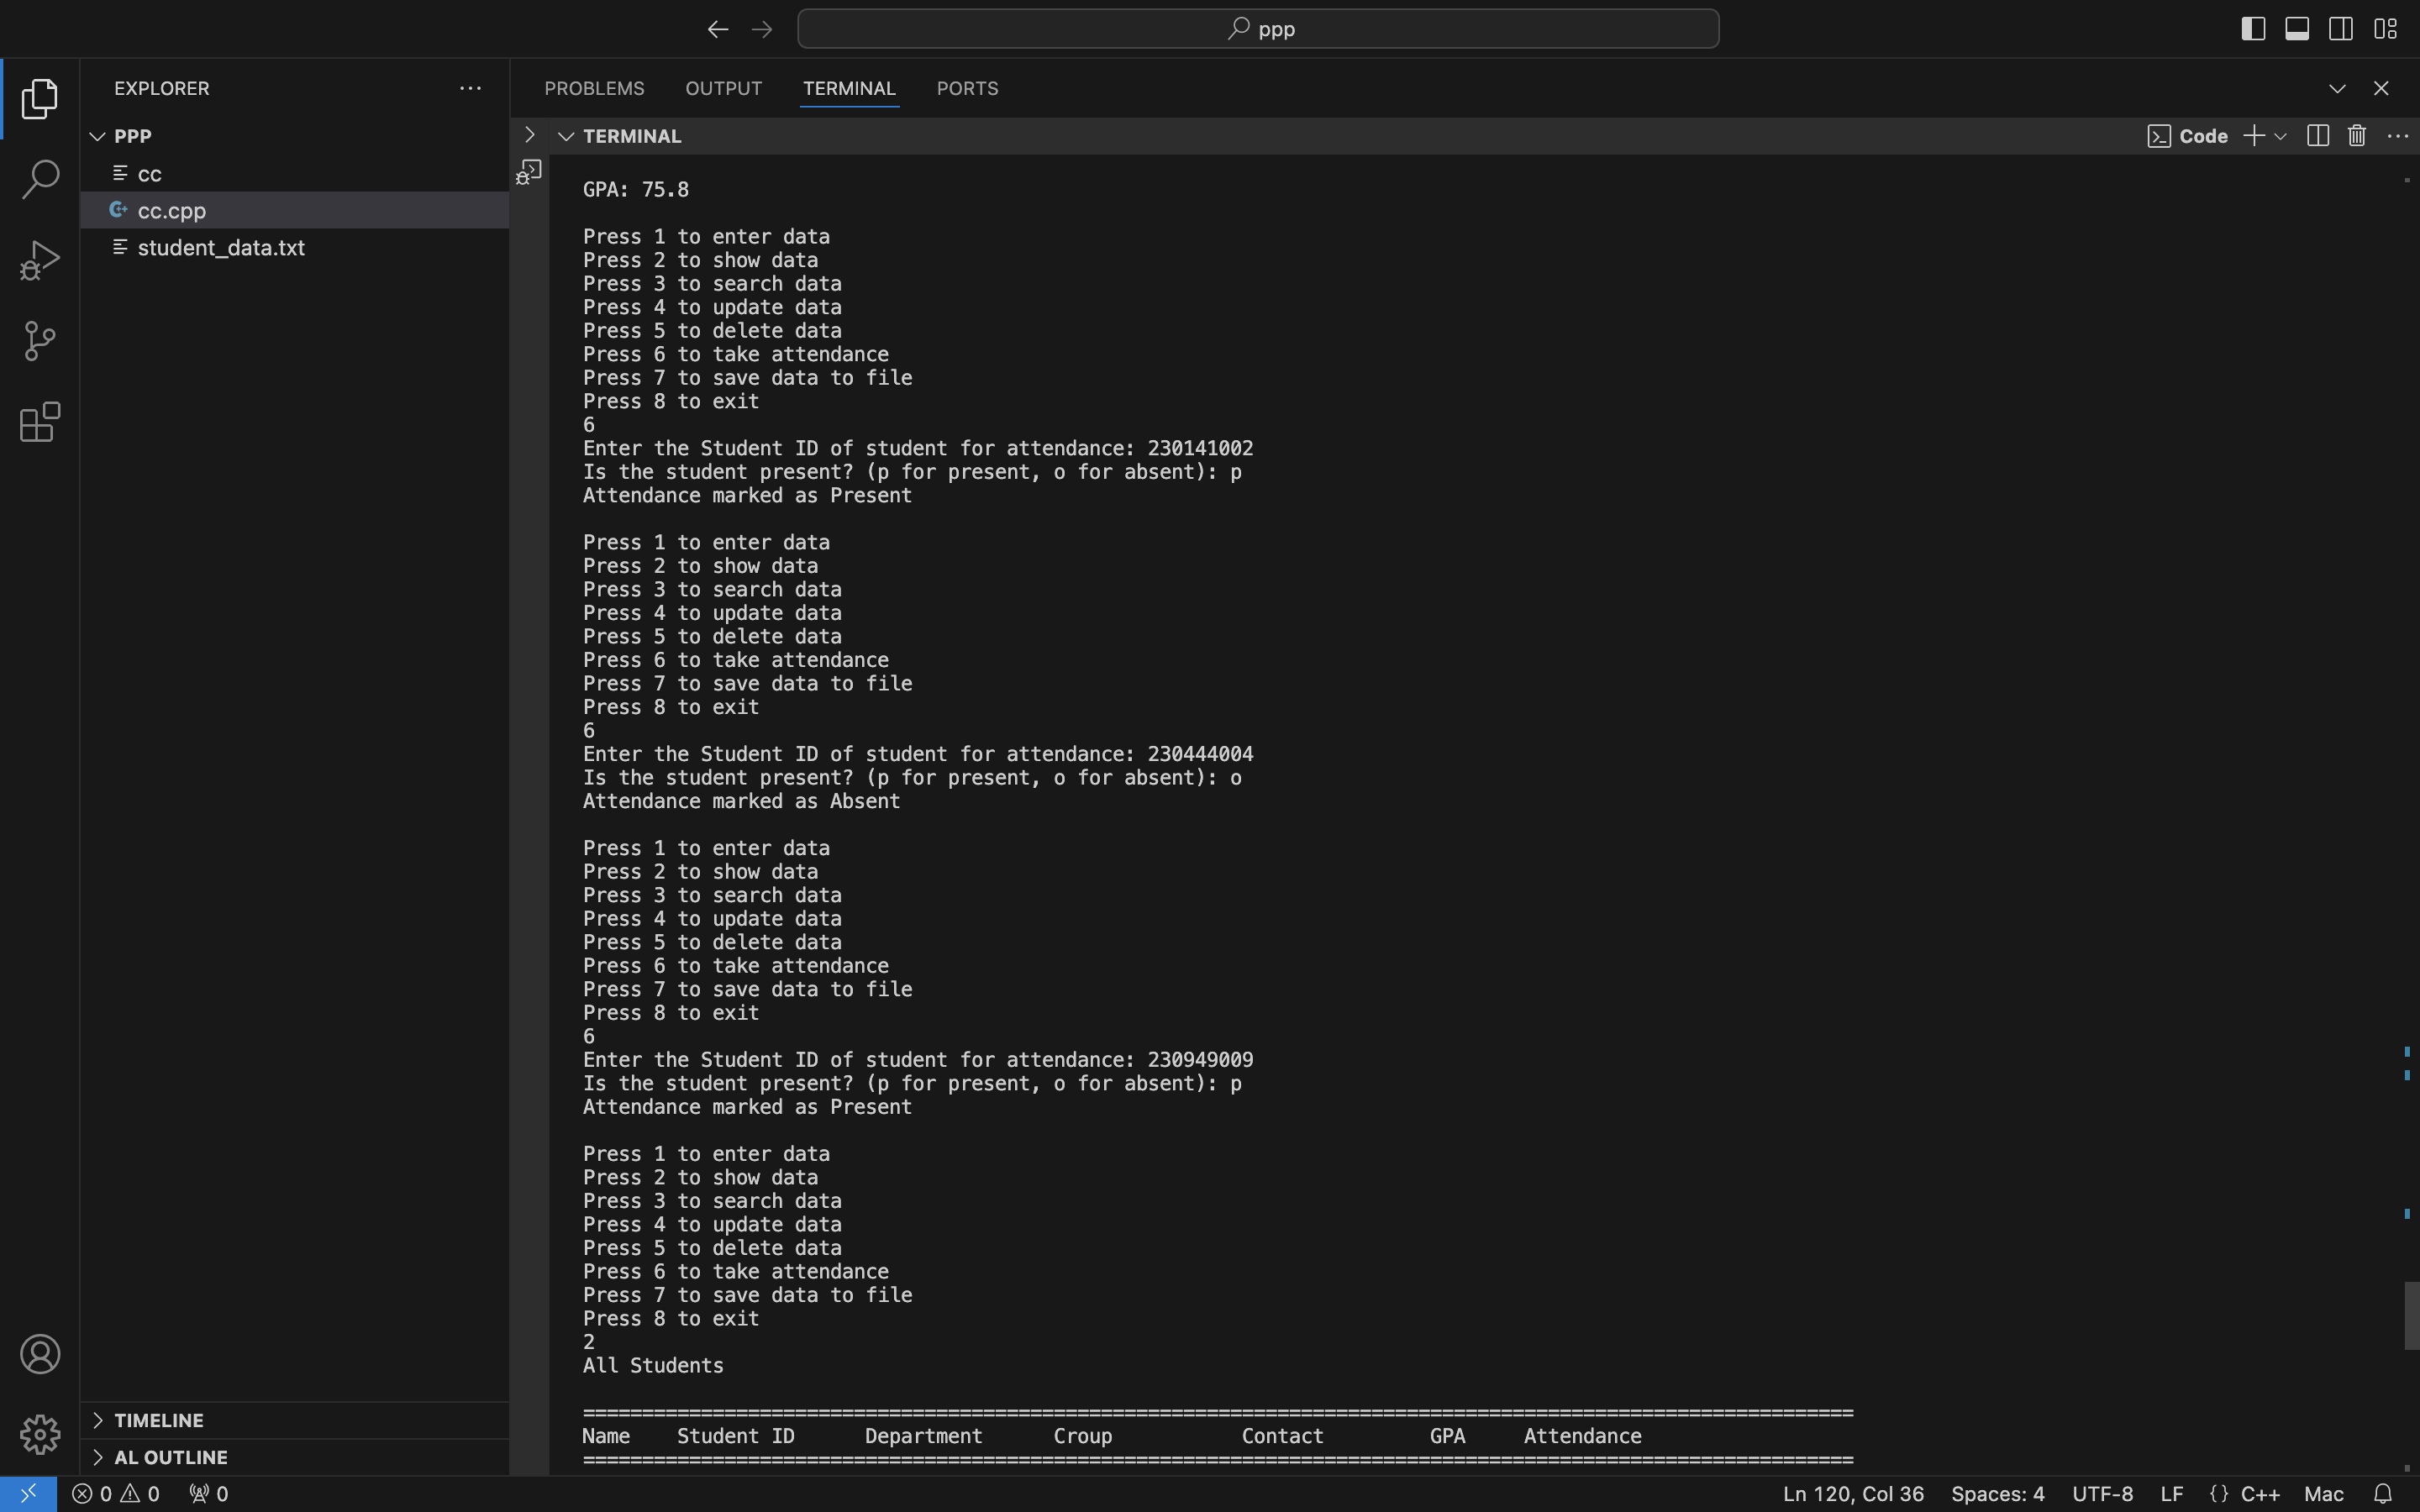 ppp
EXPLORER
PROBLEMS OUTPUT TERMINAL PORTS
PPP
TERMINAL
Code
cc
cc.cpp
student_data.txt
GPA: 75.8
Press 1 to enter data
Press 2 to show data
Press 3 to search data
Press 4 to update data
Press 5 to delete data
Press 6 to take attendance
Press 7 to save data to file
Press 8 to exit
6
Enter the Student ID of student for attendance: 230141002
Is the student present? (p for present, o for absent): p
Attendance marked as Present
Press 1 to enter data
Press 2 to show data
Press 3 to search data
Press 4 to update data
Press 5 to delete data
Press 6 to take attendance
Press 7 to save data to file
Press 8 to exit
6
Enter the Student ID of student for attendance: 230444004
Is the student present? (p for present, o for absent): o
Attendance marked as Absent
Press 1 to enter data
Press 2 to show data
Press 3 to search data
Press 4 to update data
Press 5 to delete data
Press 6 to take attendance
Press 7 to save data to file
Press 8 to exit
6
Enter the Student ID of student for attendance: 230949009
Is the student present? (p for present, o for absent): p
Attendance marked as Present
Press 1 to enter data
Press 2 to show data
Press 3 to search data
Press 4 to update data
Press 5 to delete data
Press 6 to take attendance
Press 7 to save data to file
Press 8 to exit
2
All Students
============================================================================================================
Name Student ID Department Croup Contact GPA Attendance
============================================================================================================
TIMELINE
AL OUTLINE
0 0 0 Ln 120, Col 36 Spaces: 4 UTF-8 LF {} C++ Mac